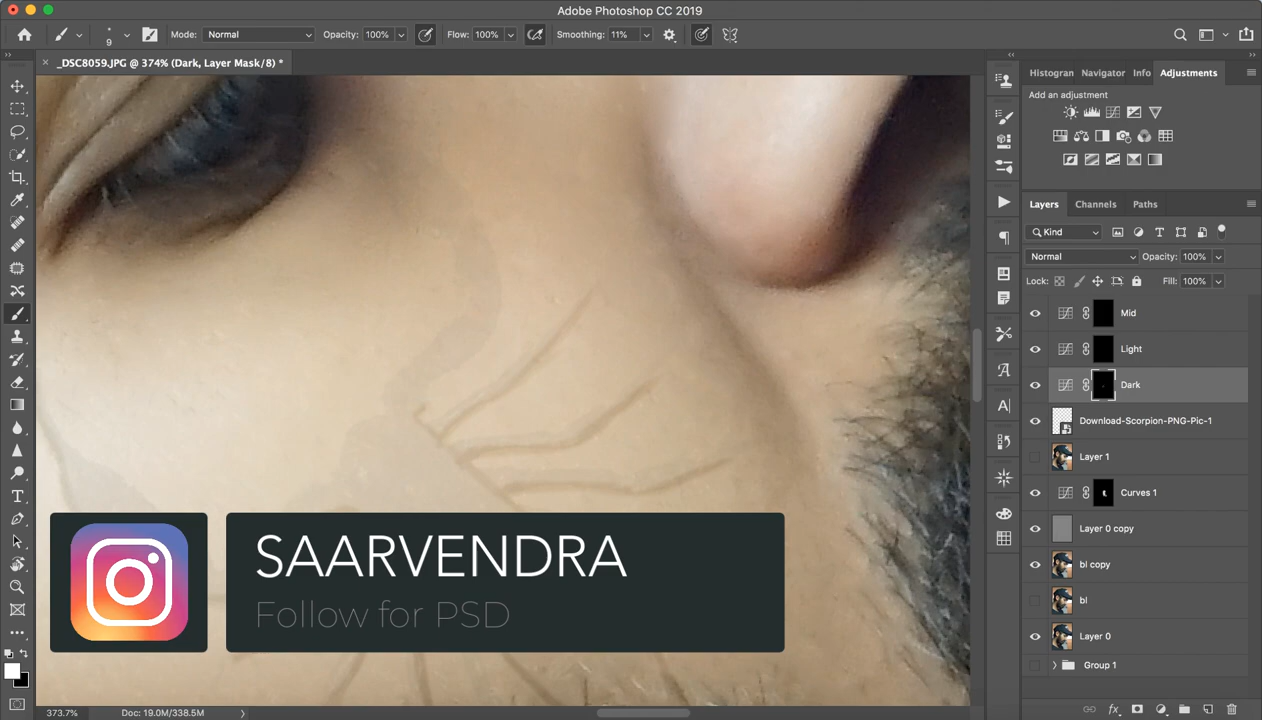 Adobe Photoshop CC 2019
9
Mode: Normal Opacity: 100% Flow: 100% Smoothing: 11%
_DSC8059.JPG @ 374% (Dark, Layer Mask/8) *
Histogran Navigator Info Adjustments
Add an adjustment
Layers Channels Paths
Kind
Normal Opacity: 100%
Lock: Fill: 100%
Mid
Light
Dark
Download-Scorpion-PNG-Pic-1
Layer 1
Curves 1
Layer 0 copy
bl copy
bl
Layer 0
Group 1
SAARVENDRA
Follow for PSD
373.7% Doc: 19.0M/338.5M